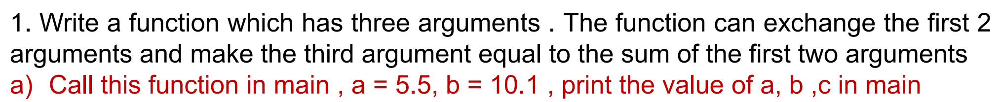 1. Write a function which has three arguments . The function can exchange the first 2
arguments and make the third argument equal to the sum of the first two arguments
a) Call this function in main , a = 5.5, b = 10.1 , print the value of a, b ,c in main